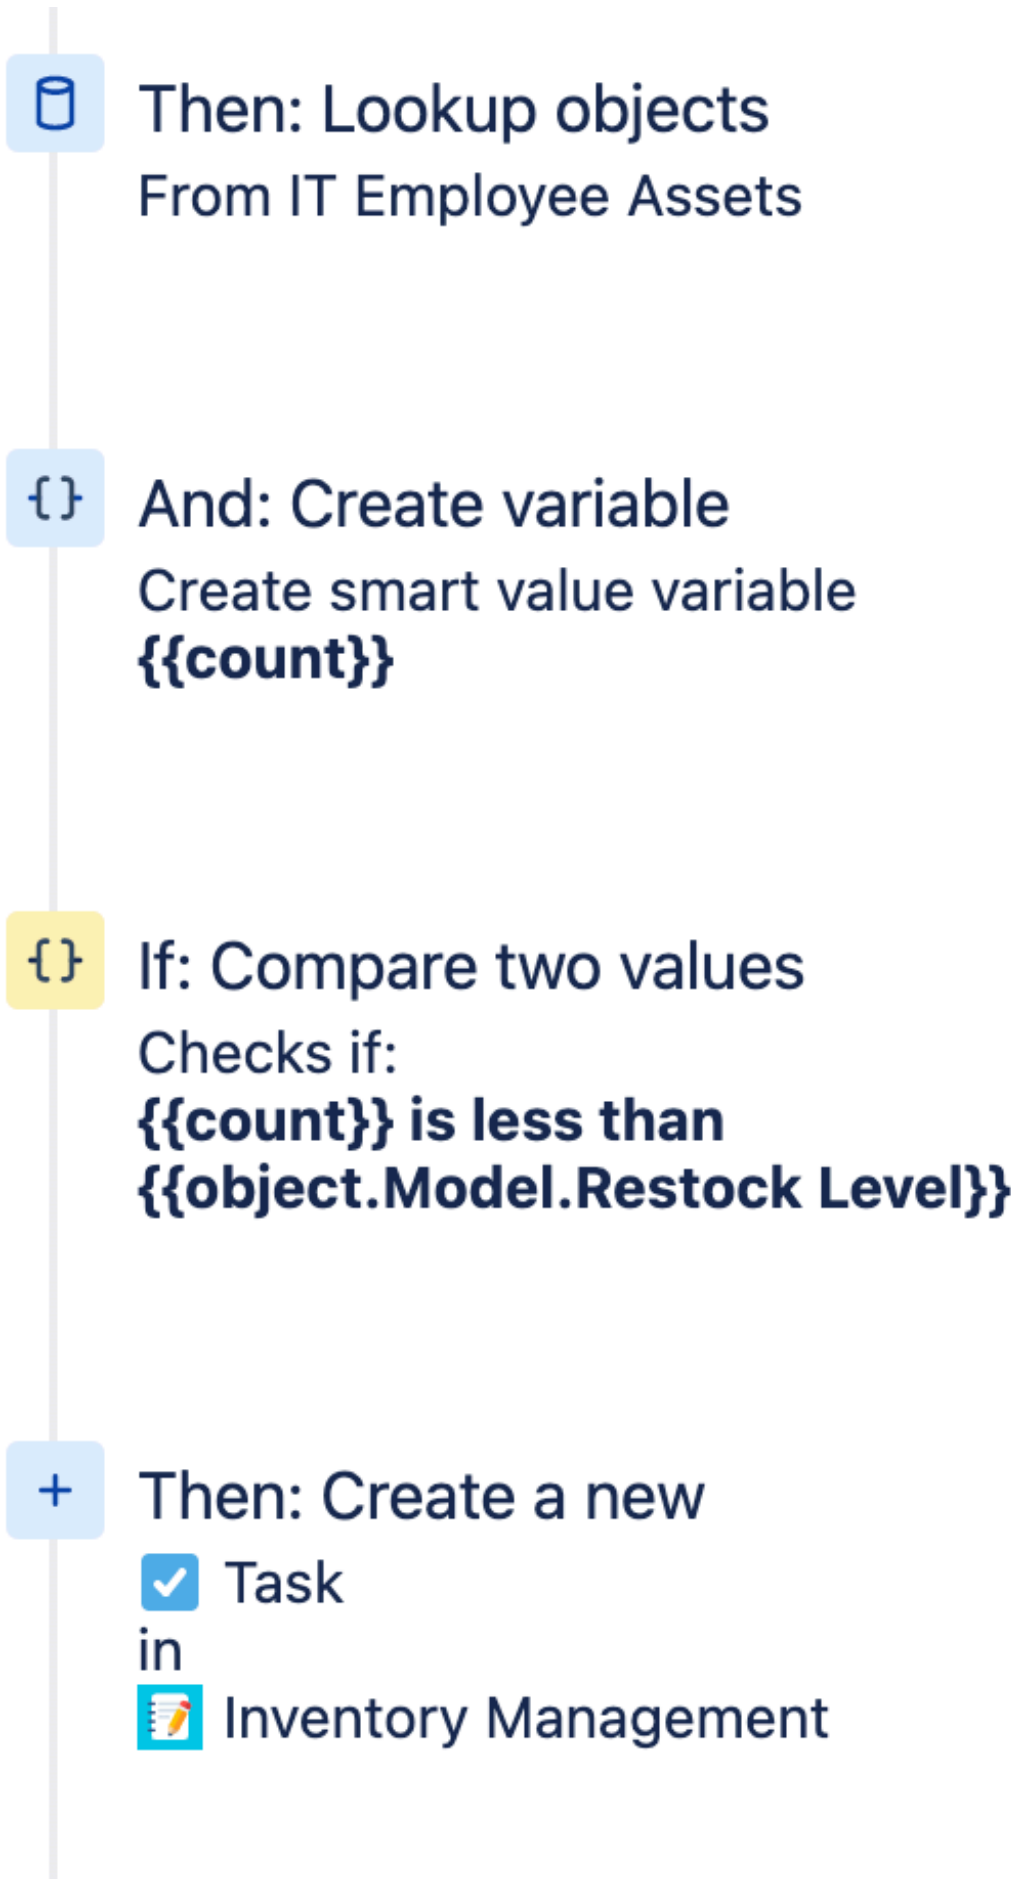 Then: Lookup objects
From IT Employee Assets
{} And: Create variable
Create smart value variable
{{count}}
{} If: Compare two values
Checks if:
{{count}} is less than
{{object.Model.Restock Level}}
+ Then: Create a new
Task
in
Inventory Management